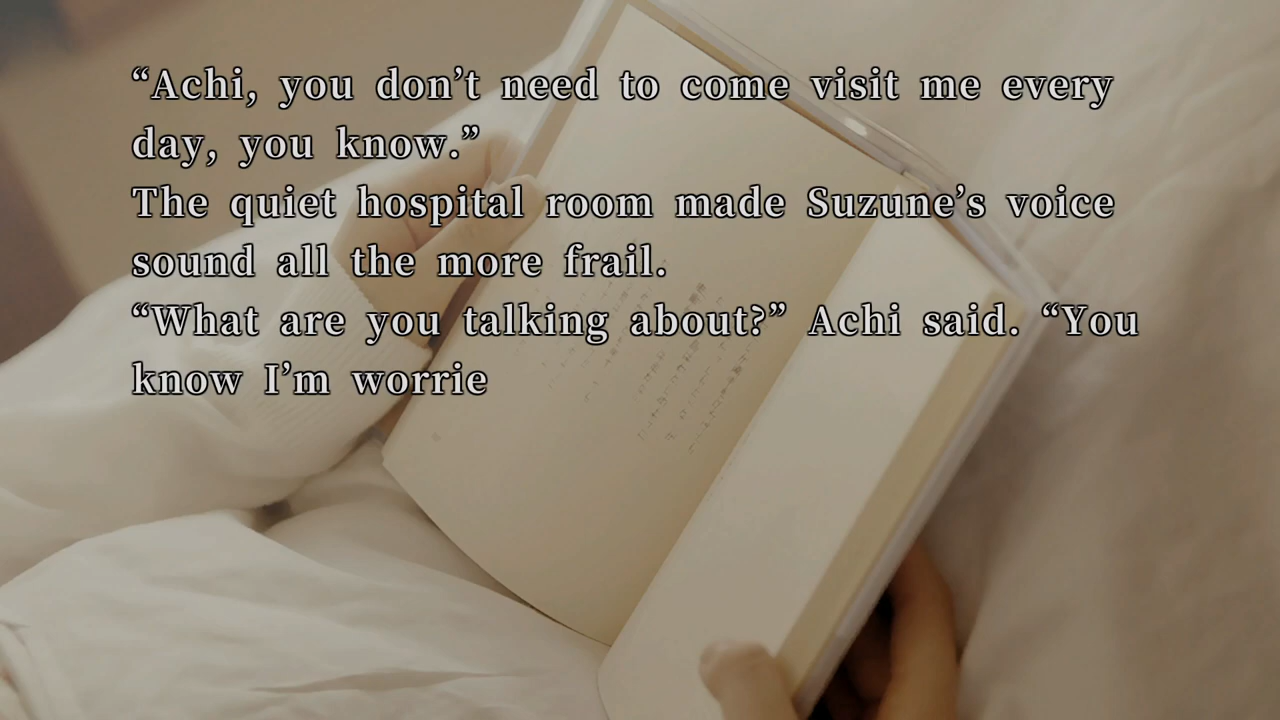 “Achi, you don’t need to come visit me every
day, you know.”
The quiet hospital room made Suzune’s voice
sound all the more frail.
“What are you talking about?” Achi said. “You
know I’m worrie